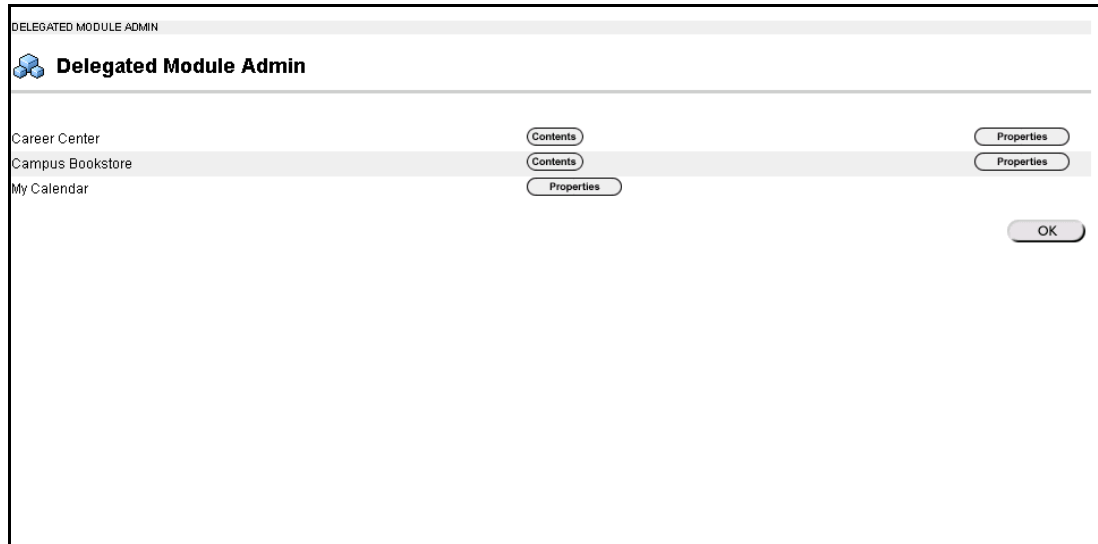 DELEGATED MODULE ADMIN
Delegated Module Admin
Career Center Contents Properties
Campus Bookstore Contents Properties
My Calendar Properties
OK